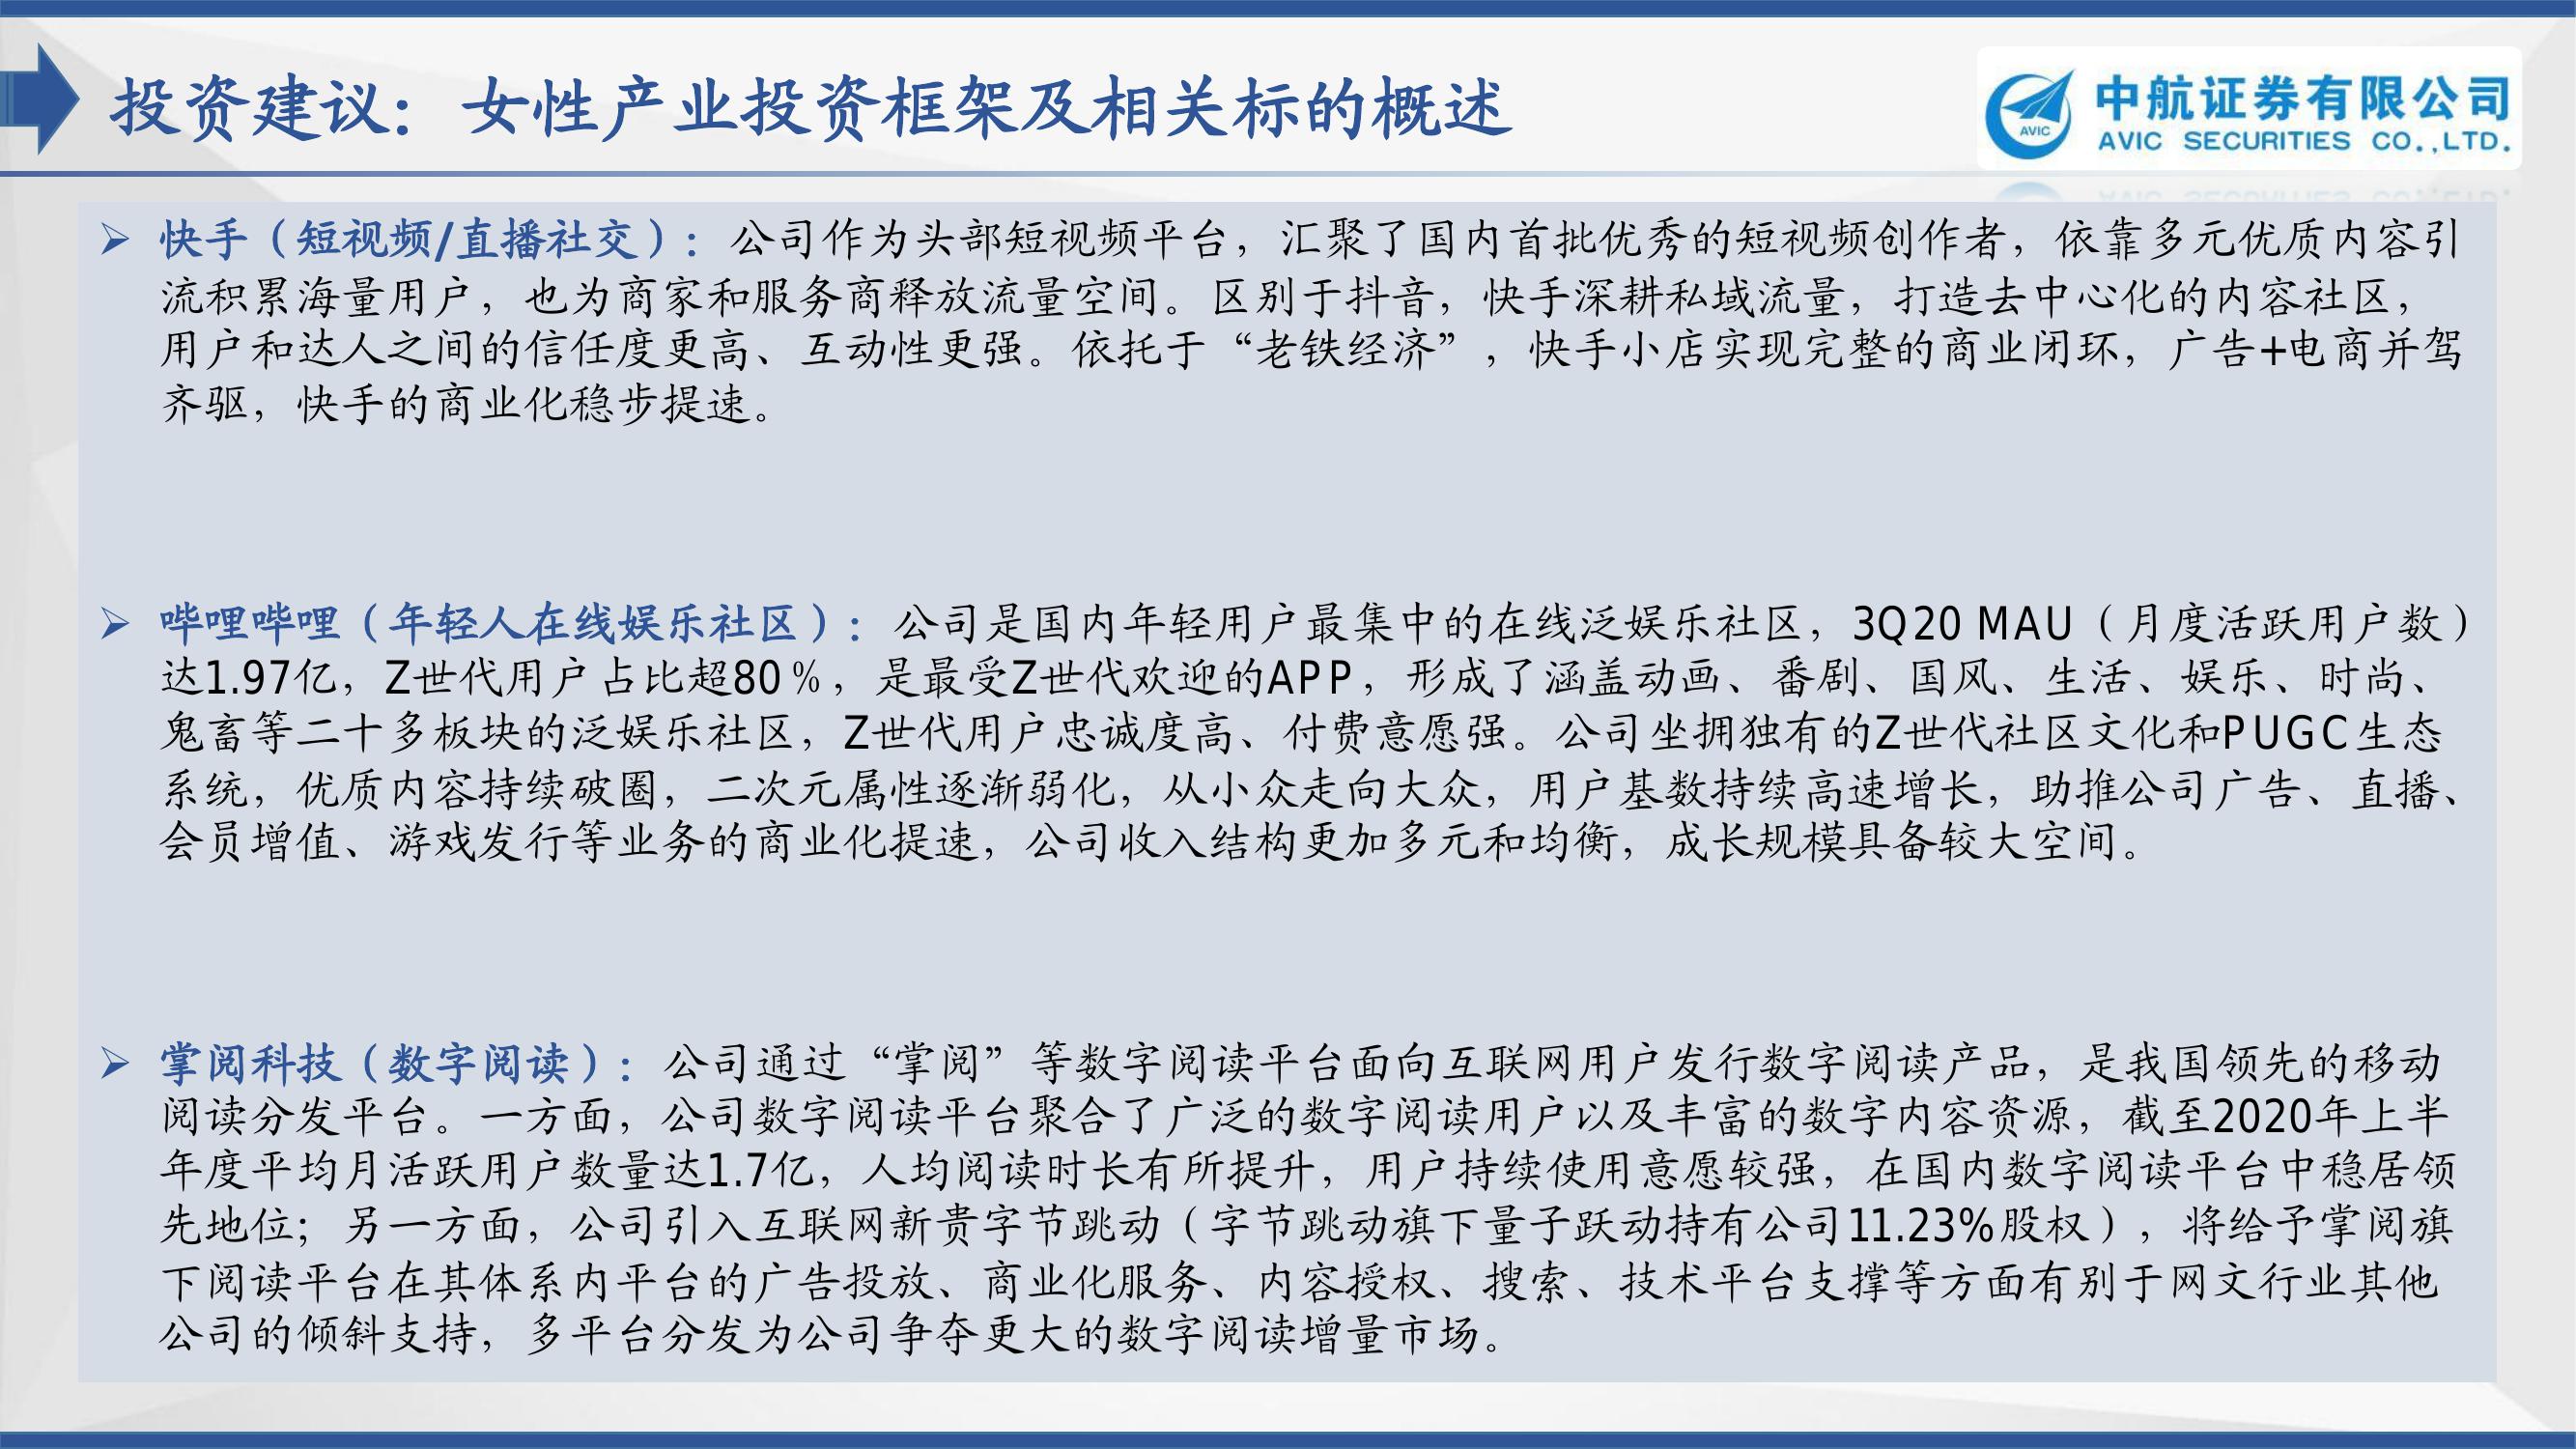 投资建议：女性产业投资框架及相关标的概述
中航证券有限公司
AVIC SECURITIES CO.,LTD.
AVIC
➢ 快手（短视频/直播社交）：公司作为头部短视频平台，汇聚了国内首批优秀的短视频创作者，依靠多元优质内容引
流积累海量用户，也为商家和服务商释放流量空间。区别于抖音，快手深耕私域流量，打造去中心化的内容社区，
用户和达人之间的信任度更高、互动性更强。依托于“老铁经济”，快手小店实现完整的商业闭环，广告+电商并驾
齐驱，快手的商业化稳步提速。
➢ 哔哩哔哩（年轻人在线娱乐社区）：公司是国内年轻用户最集中的在线泛娱乐社区，3Q20 MAU（月度活跃用户数）
达1.97亿，Z世代用户占比超80％，是最受Z世代欢迎的APP，形成了涵盖动画、番剧、国风、生活、娱乐、时尚、
鬼畜等二十多板块的泛娱乐社区，Z世代用户忠诚度高、付费意愿强。公司坐拥独有的Z世代社区文化和PUGC生态
系统，优质内容持续破圈，二次元属性逐渐弱化，从小众走向大众，用户基数持续高速增长，助推公司广告、直播、
会员增值、游戏发行等业务的商业化提速，公司收入结构更加多元和均衡，成长规模具备较大空间。
➢ 掌阅科技（数字阅读）：公司通过“掌阅”等数字阅读平台面向互联网用户发行数字阅读产品，是我国领先的移动
阅读分发平台。一方面，公司数字阅读平台聚合了广泛的数字阅读用户以及丰富的数字内容资源，截至2020年上半
年度平均月活跃用户数量达1.7亿，人均阅读时长有所提升，用户持续使用意愿较强，在国内数字阅读平台中稳居领
先地位；另一方面，公司引入互联网新贵字节跳动（字节跳动旗下量子跃动持有公司11.23%股权），将给予掌阅旗
下阅读平台在其体系内平台的广告投放、商业化服务、内容授权、搜索、技术平台支撑等方面有别于网文行业其他
公司的倾斜支持，多平台分发为公司争夺更大的数字阅读增量市场。